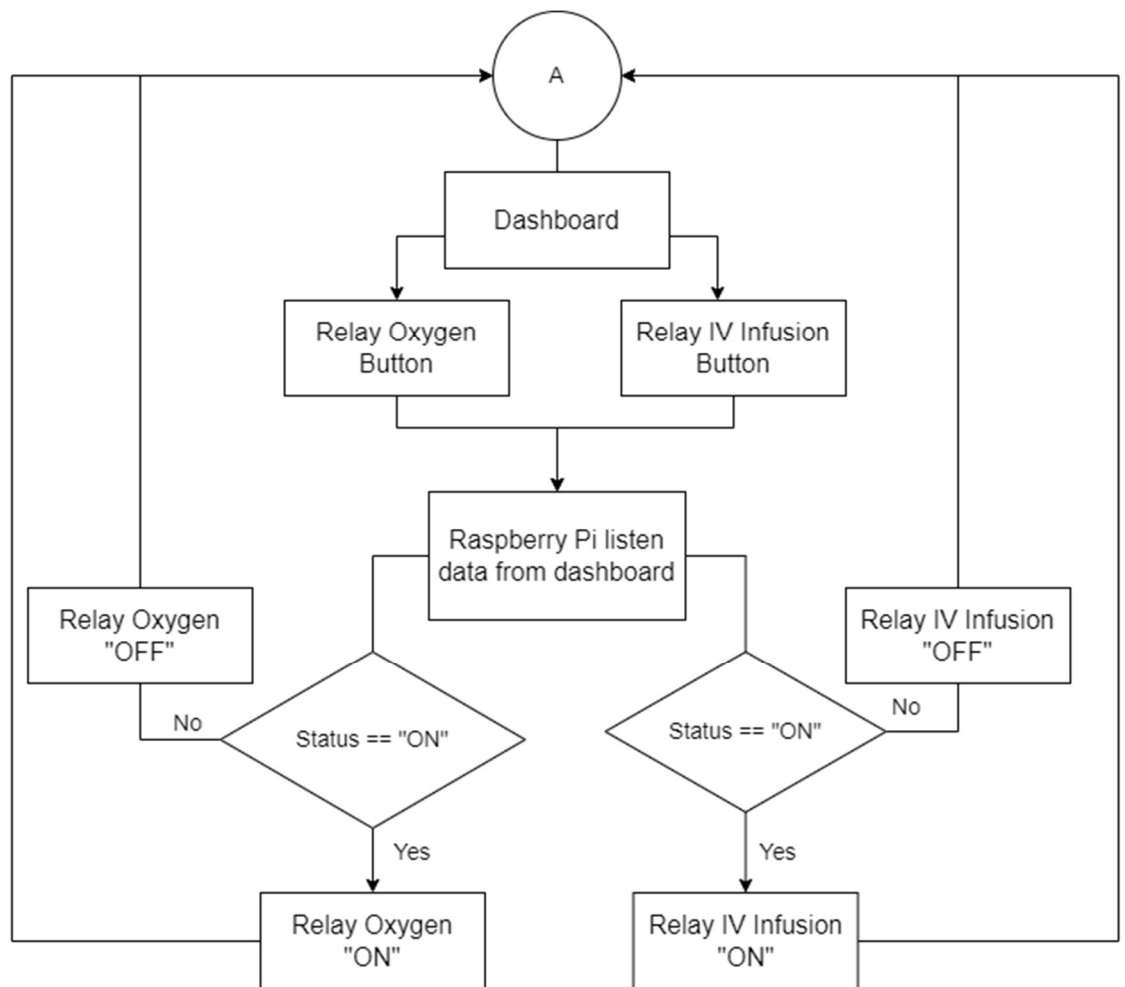 A
Dashboard
Relay Oxygen
Button
Relay IV Infusion
Button
Raspberry Pi listen
data from dashboard
Relay Oxygen
"OFF"
Relay IV Infusion
"OFF"
No
Status == "ON"
Status == "ON"
No
Yes
Yes
Relay Oxygen
"ON"
Relay IV Infusion
"ON"